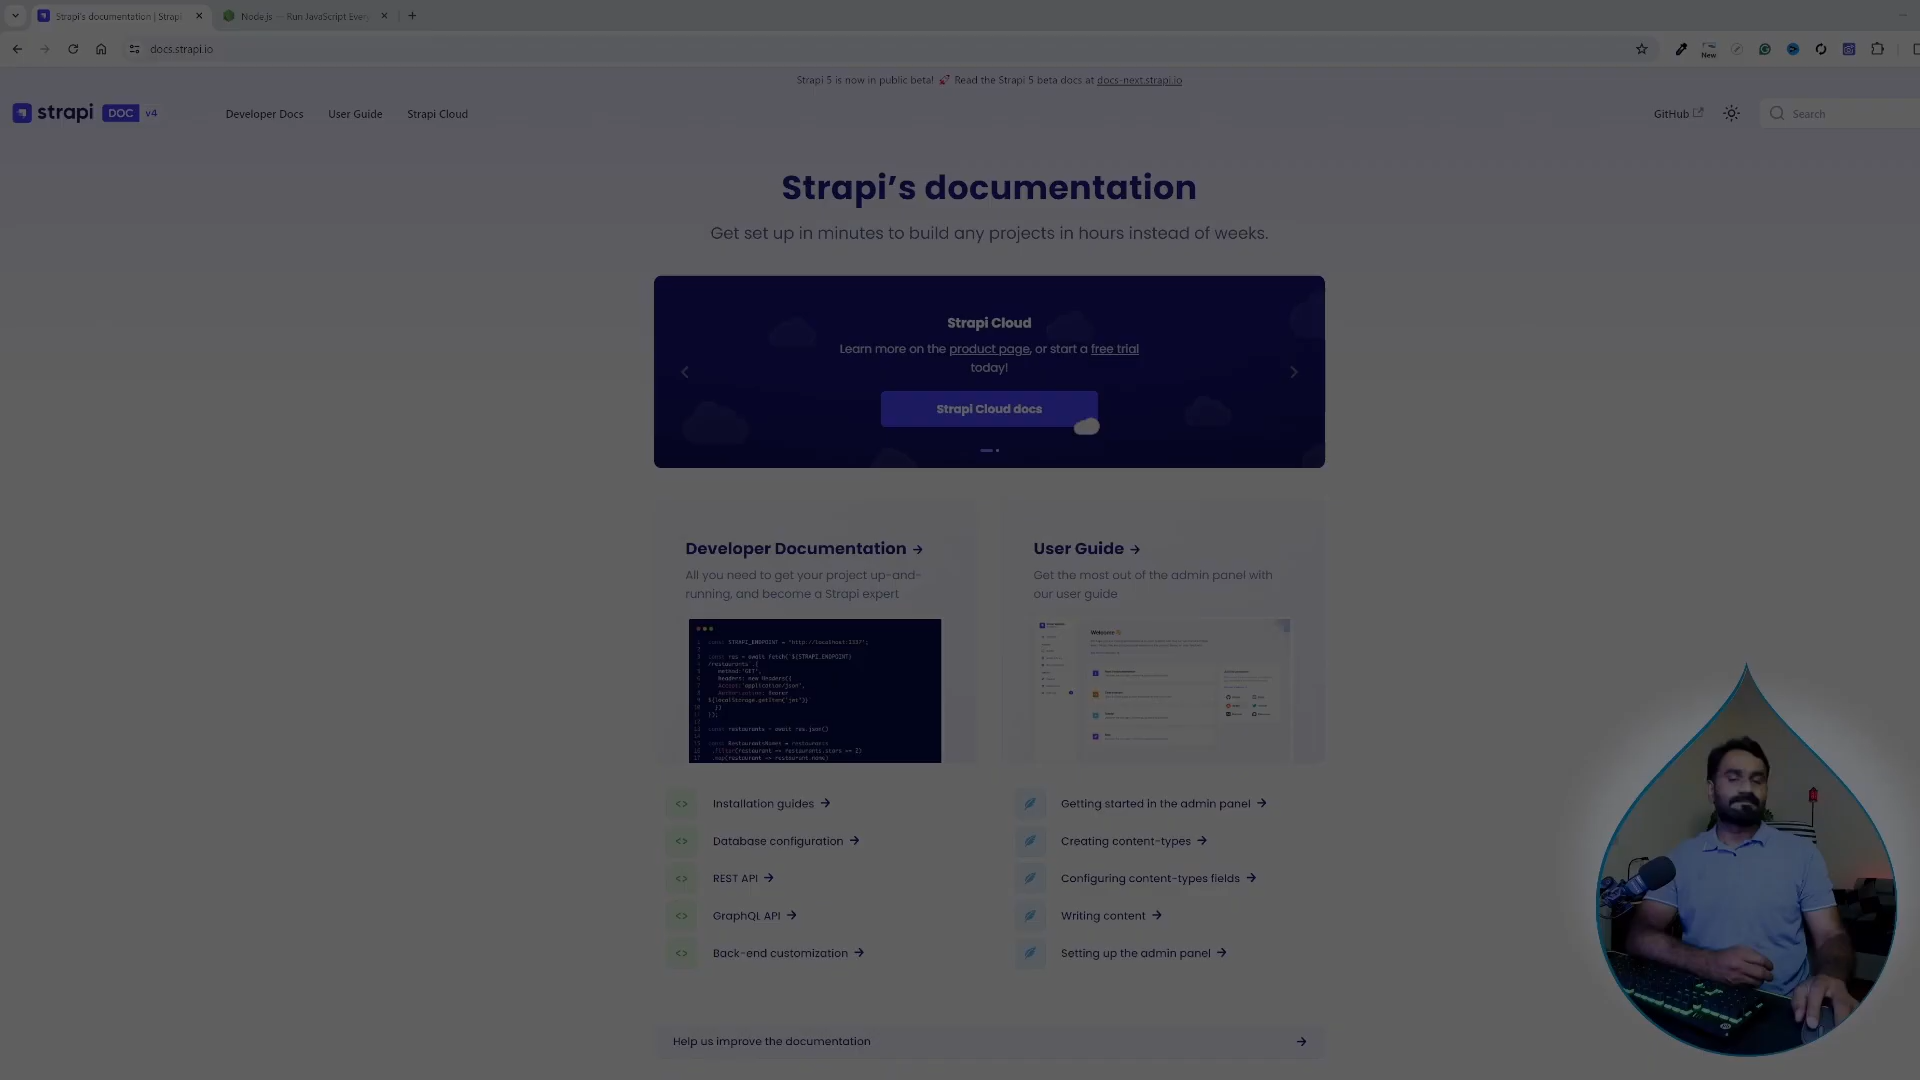 Strapi's documentation | Strapi
Node.js — Run JavaScript Every
docs.strapi.io
New
Strapi 5 is now in public beta! 🚀 Read the Strapi 5 beta docs at docs-next.strapi.io
strapi DOC v4
Developer Docs
User Guide
Strapi Cloud
GitHub
Search
Strapi’s documentation
Get set up in minutes to build any projects in hours instead of weeks.
Strapi Cloud
Learn more on the product page, or start a free trial
today!
Strapi Cloud docs
Developer Documentation →
All you need to get your project up-and-
running, and become a Strapi expert
const STRAPI_ENDPOINT = "http://localhost:1337";
User Guide →
Get the most out of the admin panel with
our user guide
Welcome
<> Installation guides →
<> Database configuration →
<> REST API →
<> GraphQL API →
<> Back-end customization →
Getting started in the admin panel →
Creating content-types →
Configuring content-types fields →
Writing content →
Setting up the admin panel →
Help us improve the documentation →